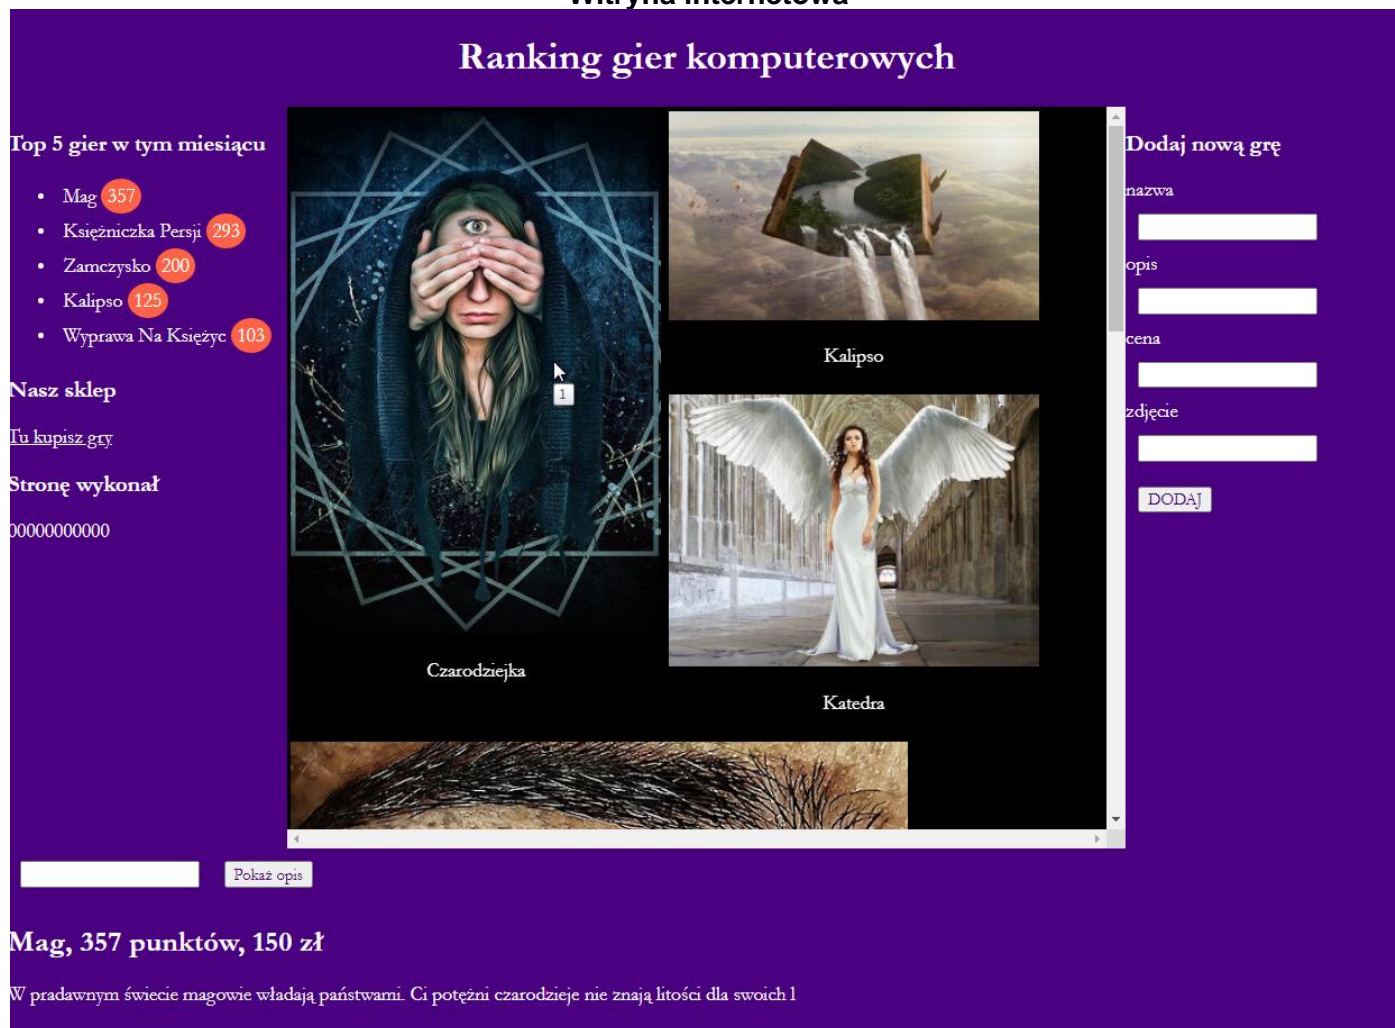 Witryna internetowa
Ranking gier komputerowych
Top 5 gier w tym miesiącu
Mag 357
Księżniczka Persji 293
Zamczysko 200
Kalipso 125
Wyprawa Na Księżyc 103
Nasz sklep
Tu kupisz gry
Stronę wykonał
00000000000
1
Czarodziejka
Kalipso
Katedra
Dodaj nową grę
nazwa
opis
cena
zdjęcie
DODAJ
Pokaż opis
Mag, 357 punktów, 150 zł
W pradawnym świecie magowie władają państwami. Ci potężni czarodzieje nie znają litości dla swoich l